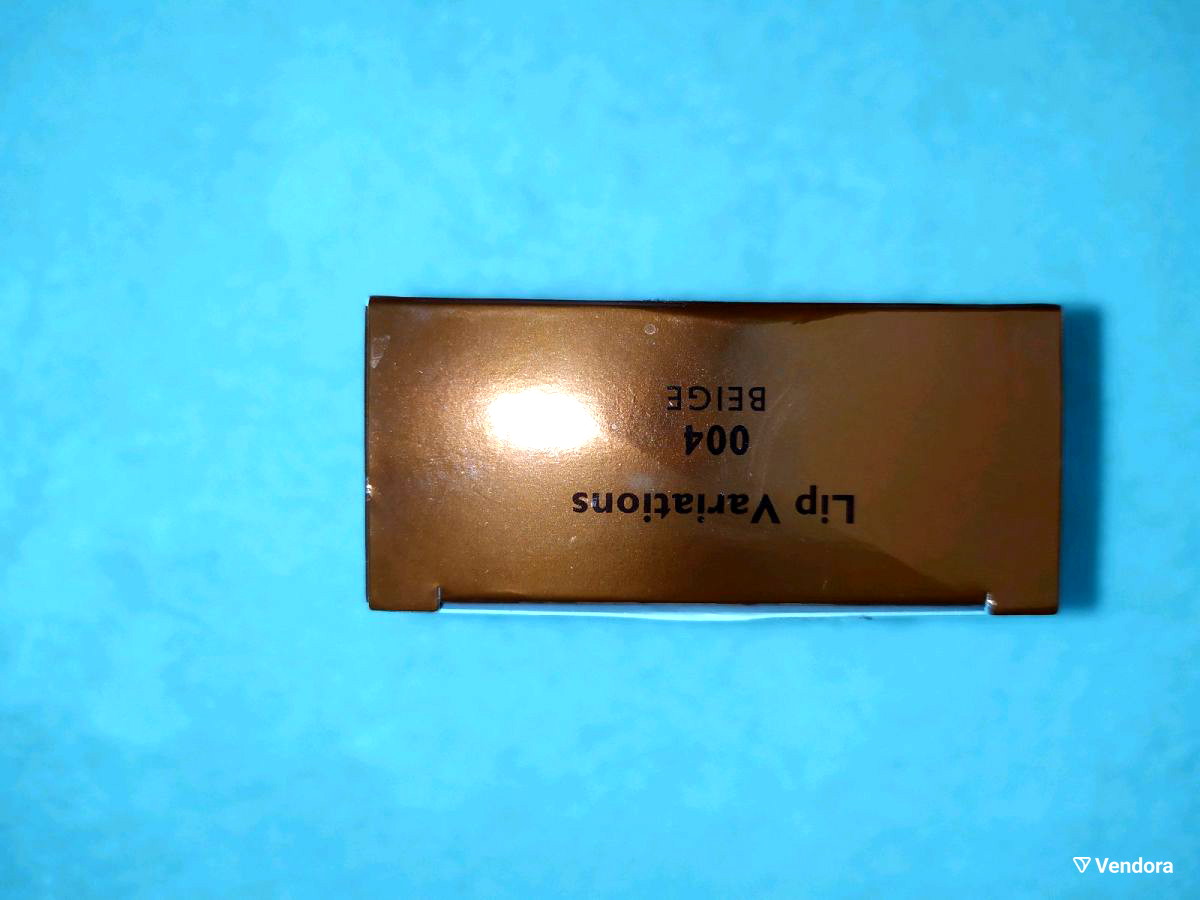 Lip Variations
004
BEIGE
Vendora